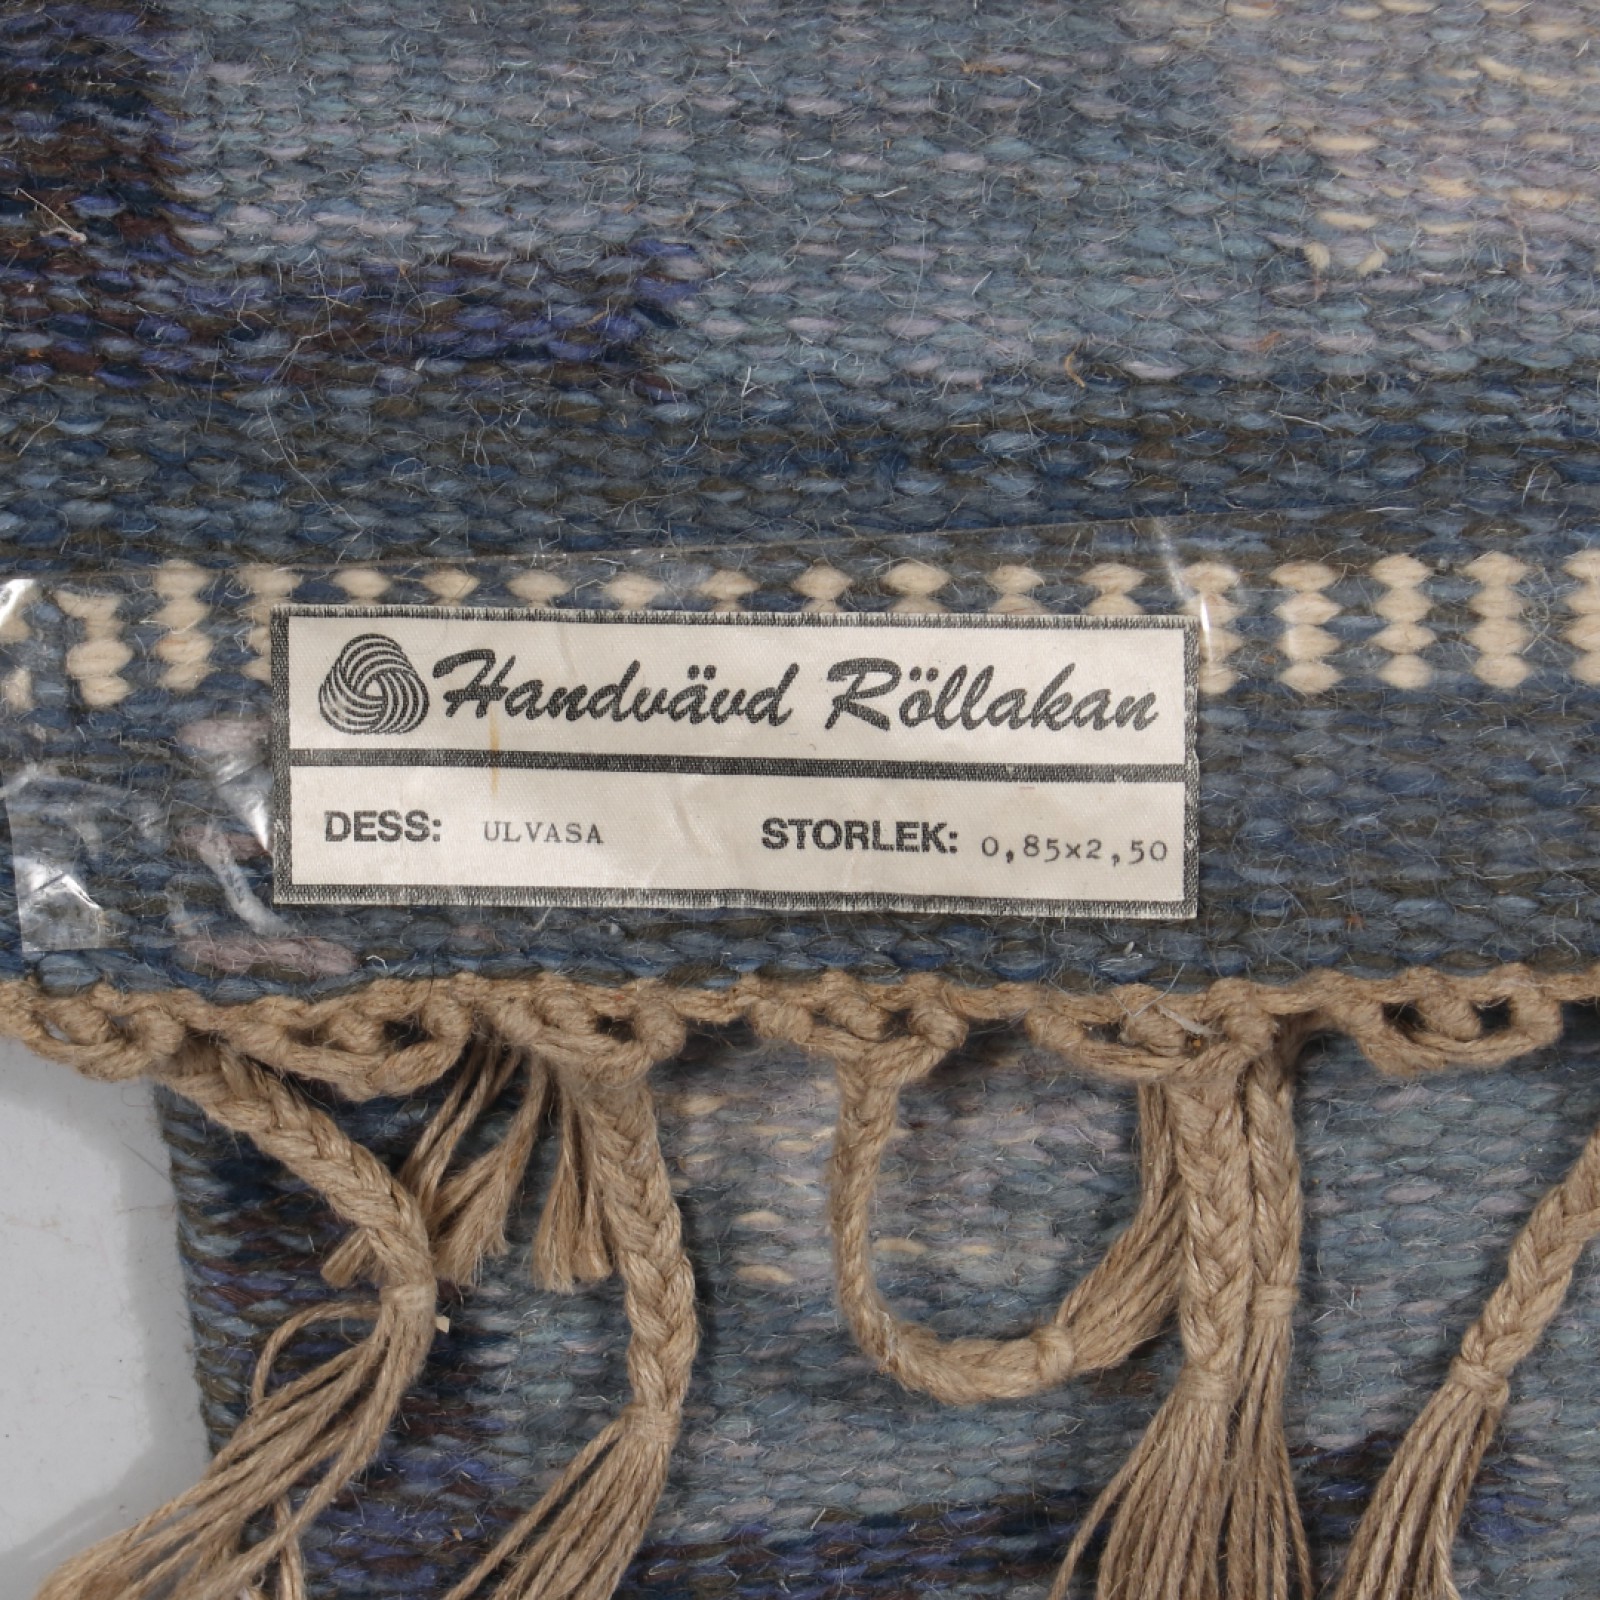 Handvävd Röllakan
DESS: ULVASA STORLEK: 0,85x2,50